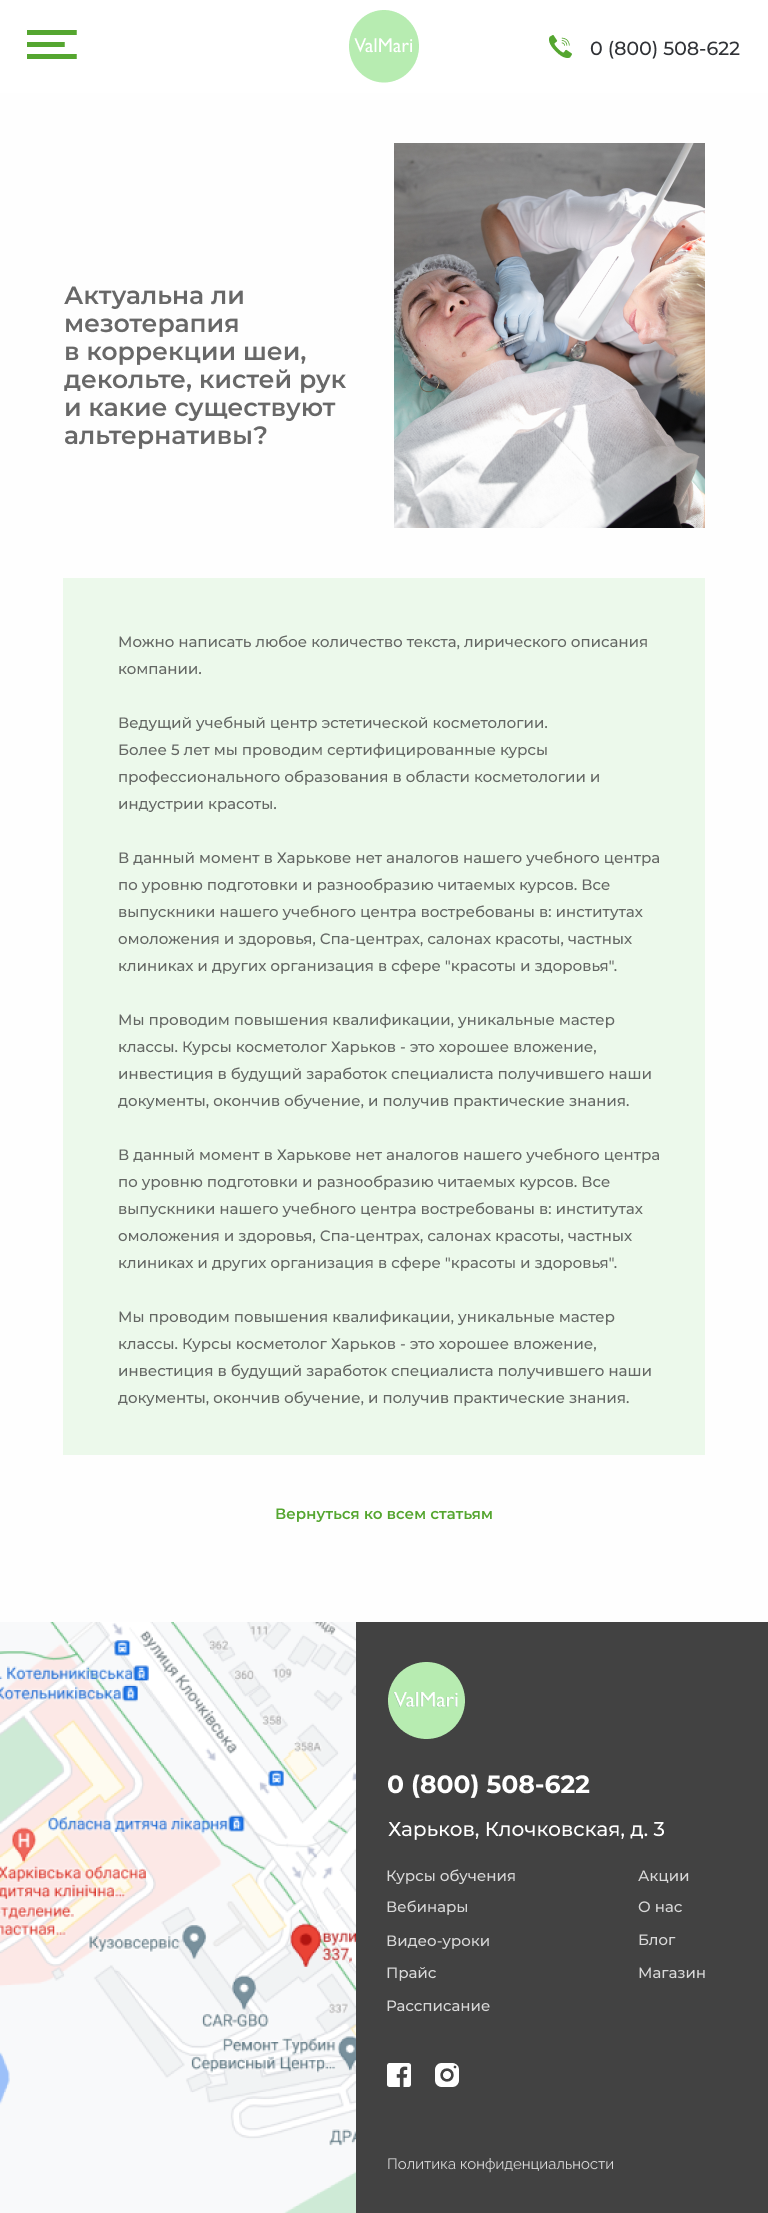 ValMari
0 (800) 508-622
Актуальна ли
мезотерапия
в коррекции шеи,
декольте, кистей рук
и какие существуют
альтернативы?
Можно написать любое количество текста, лирического описания
компании.
Ведущий учебный центр эстетической косметологии.
Более 5 лет мы проводим сертифицированные курсы
профессионального образования в области косметологии и
индустрии красоты.
В данный момент в Харькове нет аналогов нашего учебного центра
по уровню подготовки и разнообразию читаемых курсов. Все
выпускники нашего учебного центра востребованы в: институтах
омоложения и здоровья, Спа-центрах, салонах красоты, частных
клиниках и других организация в сфере "красоты и здоровья".
Мы проводим повышения квалификации, уникальные мастер
классы. Курсы косметолог Харьков - это хорошее вложение,
инвестиция в будущий заработок специалиста получившего наши
документы, окончив обучение, и получив практические знания.
В данный момент в Харькове нет аналогов нашего учебного центра
по уровню подготовки и разнообразию читаемых курсов. Все
выпускники нашего учебного центра востребованы в: институтах
омоложения и здоровья, Спа-центрах, салонах красоты, частных
клиниках и других организация в сфере "красоты и здоровья".
Мы проводим повышения квалификации, уникальные мастер
классы. Курсы косметолог Харьков - это хорошее вложение,
инвестиция в будущий заработок специалиста получившего наши
документы, окончив обучение, и получив практические знания.
Вернуться ко всем статьям
111
362
вулиця Клочківська
. Котельниківська
Котельниківська
360
109
358
358А
Обласна дитяча лікарня
H
Харківська обласна
дитяча клінічна...
тделение.
ластная...
Кузовсервіс
вули
337,
337
CAR-GBO
Ремонт Турбин
Сервисный Центр...
ДРА
ValMari
0 (800) 508-622
Харьков, Клочковская, д. 3
Курсы обучения
Вебинары
Видео-уроки
Прайс
Рассписание
Акции
О нас
Блог
Магазин
Политика конфиденциальности